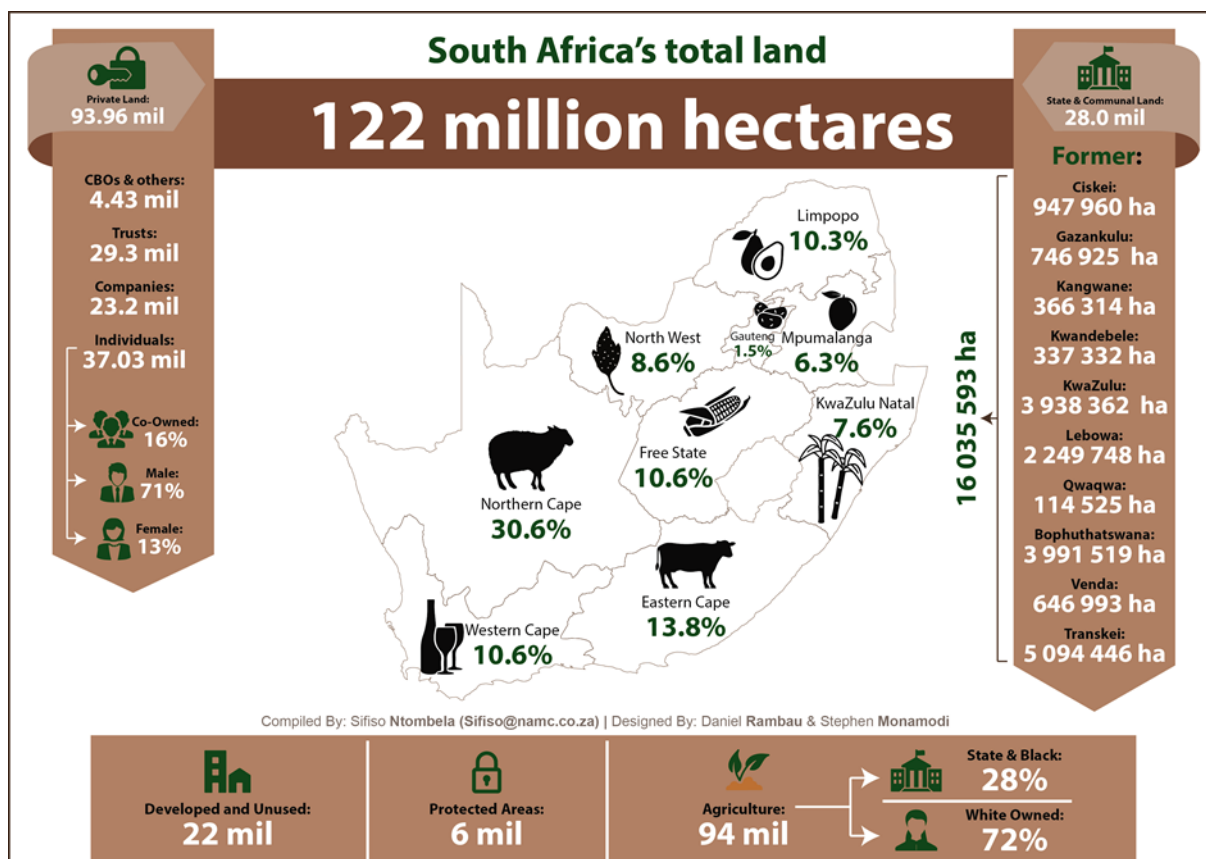 South Africa's total land
122 million hectares
Private Land:
93.96 mil
CBOs & others:
4.43 mil
Trusts:
29.3 mil
Companies:
23.2 mil
Individuals:
37.03 mil
Co-Owned:
16%
Male:
71%
Female:
13%
Limpopo
10.3%
North West
8.6%
Gauteng
1.5%
Mpumalanga
6.3%
KwaZulu Natal
7.6%
Free State
10.6%
Northern Cape
30.6%
Eastern Cape
13.8%
Western Cape
10.6%
State & Communal Land:
28.0 mil
Former:
Ciskei:
947 960 ha
Gazankulu:
746 925 ha
Kangwane:
366 314 ha
Kwandebele:
337 332 ha
KwaZulu:
3 938 362 ha
Lebowa:
2 249 748 ha
Qwaqwa:
114 525 ha
Bophuthatswana:
3 991 519 ha
Venda:
646 993 ha
Transkei:
5 094 446 ha
16 035 593 ha
Compiled By: Sifiso Ntombela (Sifiso@namc.co.za) | Designed By: Daniel Rambau & Stephen Monamodi
Developed and Unused:
22 mil
Protected Areas:
6 mil
Agriculture:
94 mil
State & Black:
28%
White Owned:
72%